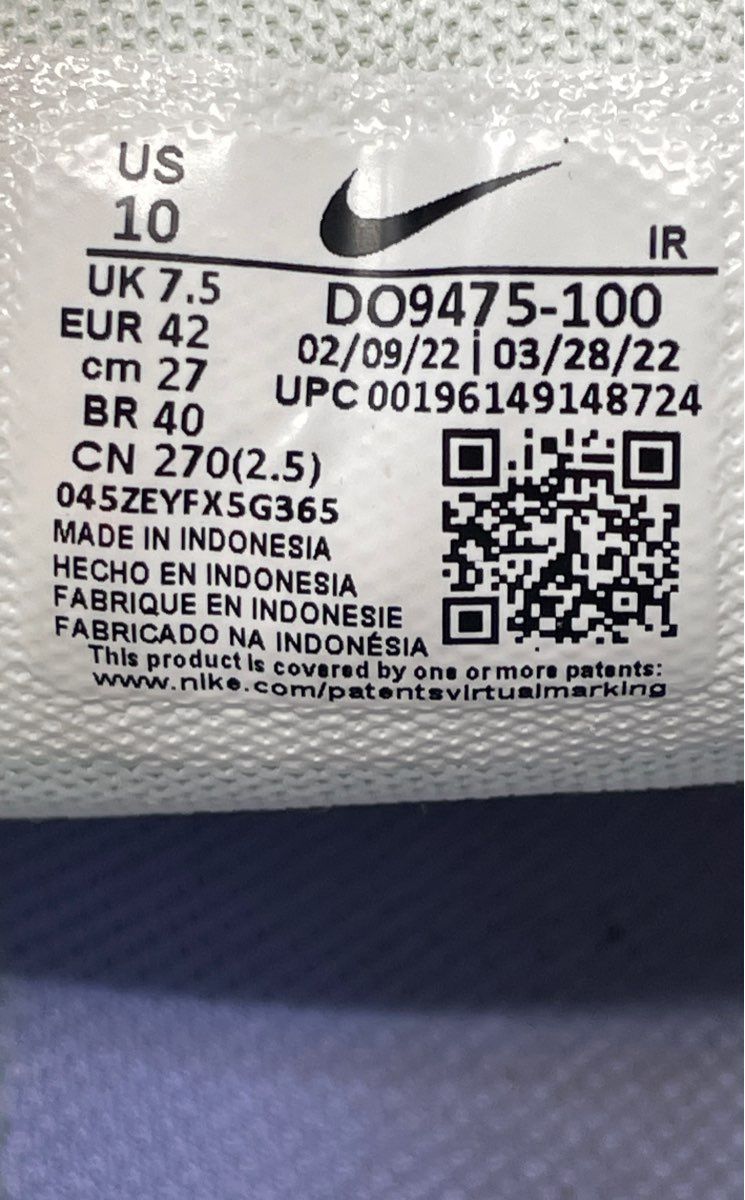 US
10
IR
UK 7.5
EUR 42
cm 27
BR 40
CN 270(2.5)
DO9475-100
02/09/22 | 03/28/22
UPC 00196149148724
045ZEYFX5G365
MADE IN INDONESIA
HECHO EN INDONESIA
FABRIQUE EN INDONESIE
FABRICADO NA INDONÉSIA
This product is covered by one or more patents:
www.nike.com/patentsvirtualmarking